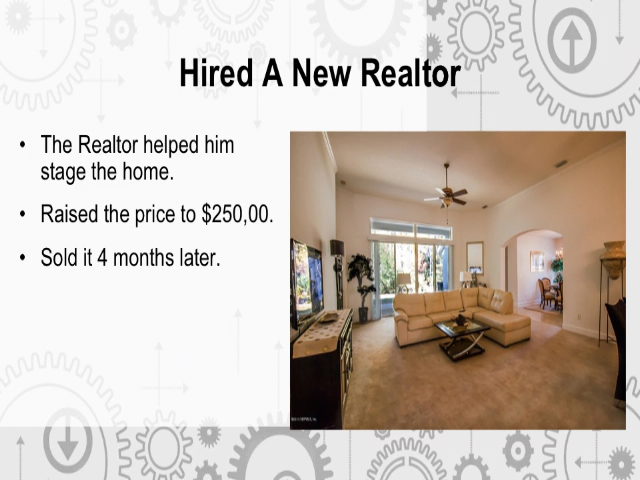 Hired A New Realtor
• The Realtor helped him
stage the home.
• Raised the price to $250,00.
• Sold it 4 months later.